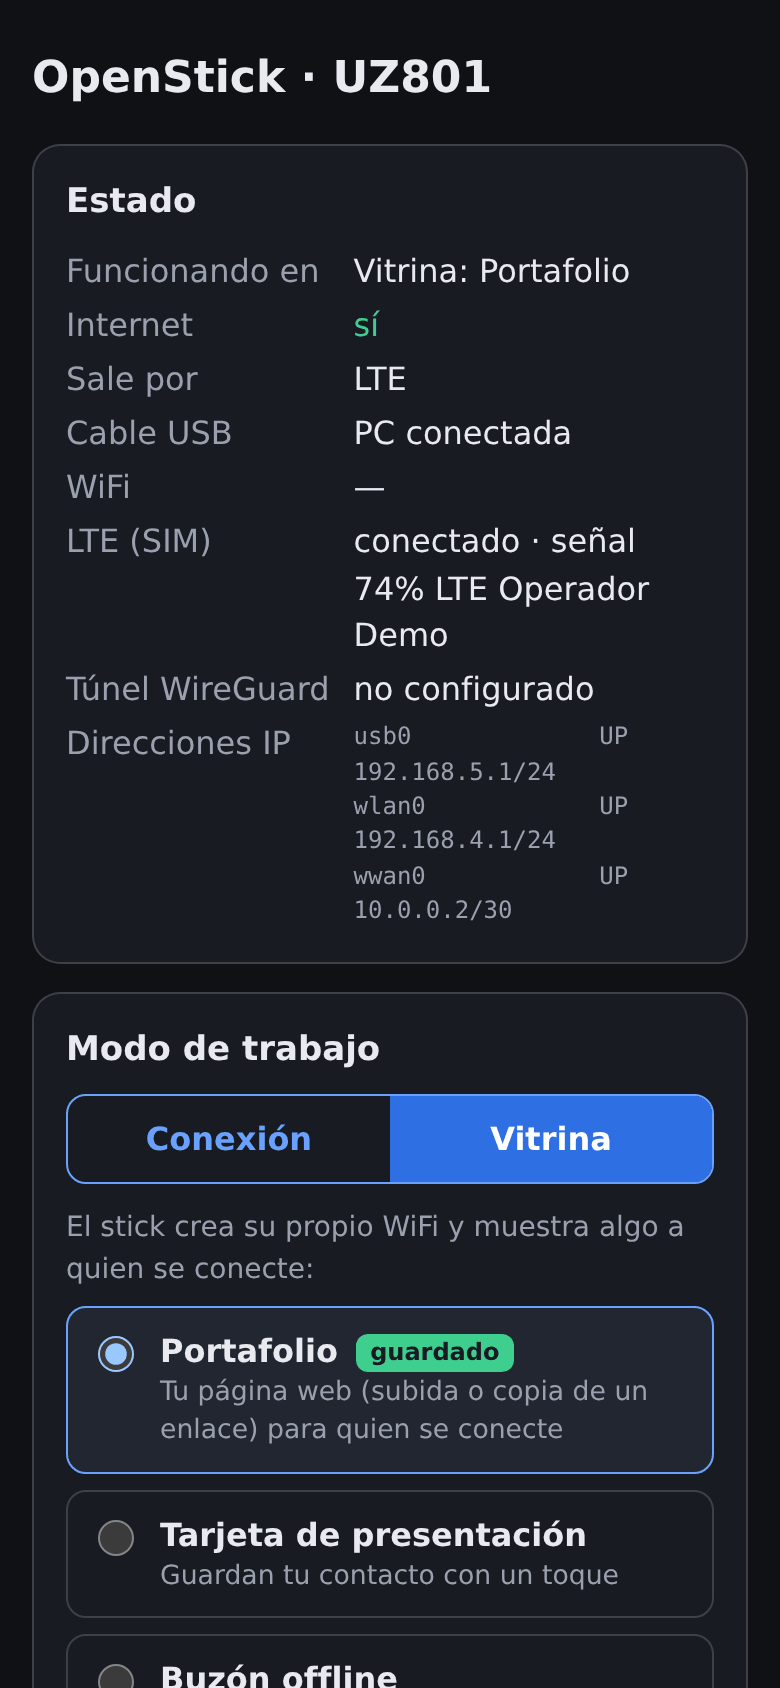 OpenStick · UZ801
Estado
Funcionando en Vitrina: Portafolio
Internet sí
Sale por LTE
Cable USB PC conectada
WiFi —
LTE (SIM) conectado · señal
74% LTE Operador
Demo
Túnel WireGuard no configurado
Direcciones IP usb0 UP
192.168.5.1/24
wlan0 UP
192.168.4.1/24
wwan0 UP
10.0.0.2/30
Modo de trabajo
Conexión Vitrina
El stick crea su propio WiFi y muestra algo a
quien se conecte:
Portafolio guardado
Tu página web (subida o copia de un
enlace) para quien se conecte
Tarjeta de presentación
Guardan tu contacto con un toque
Buzón offline